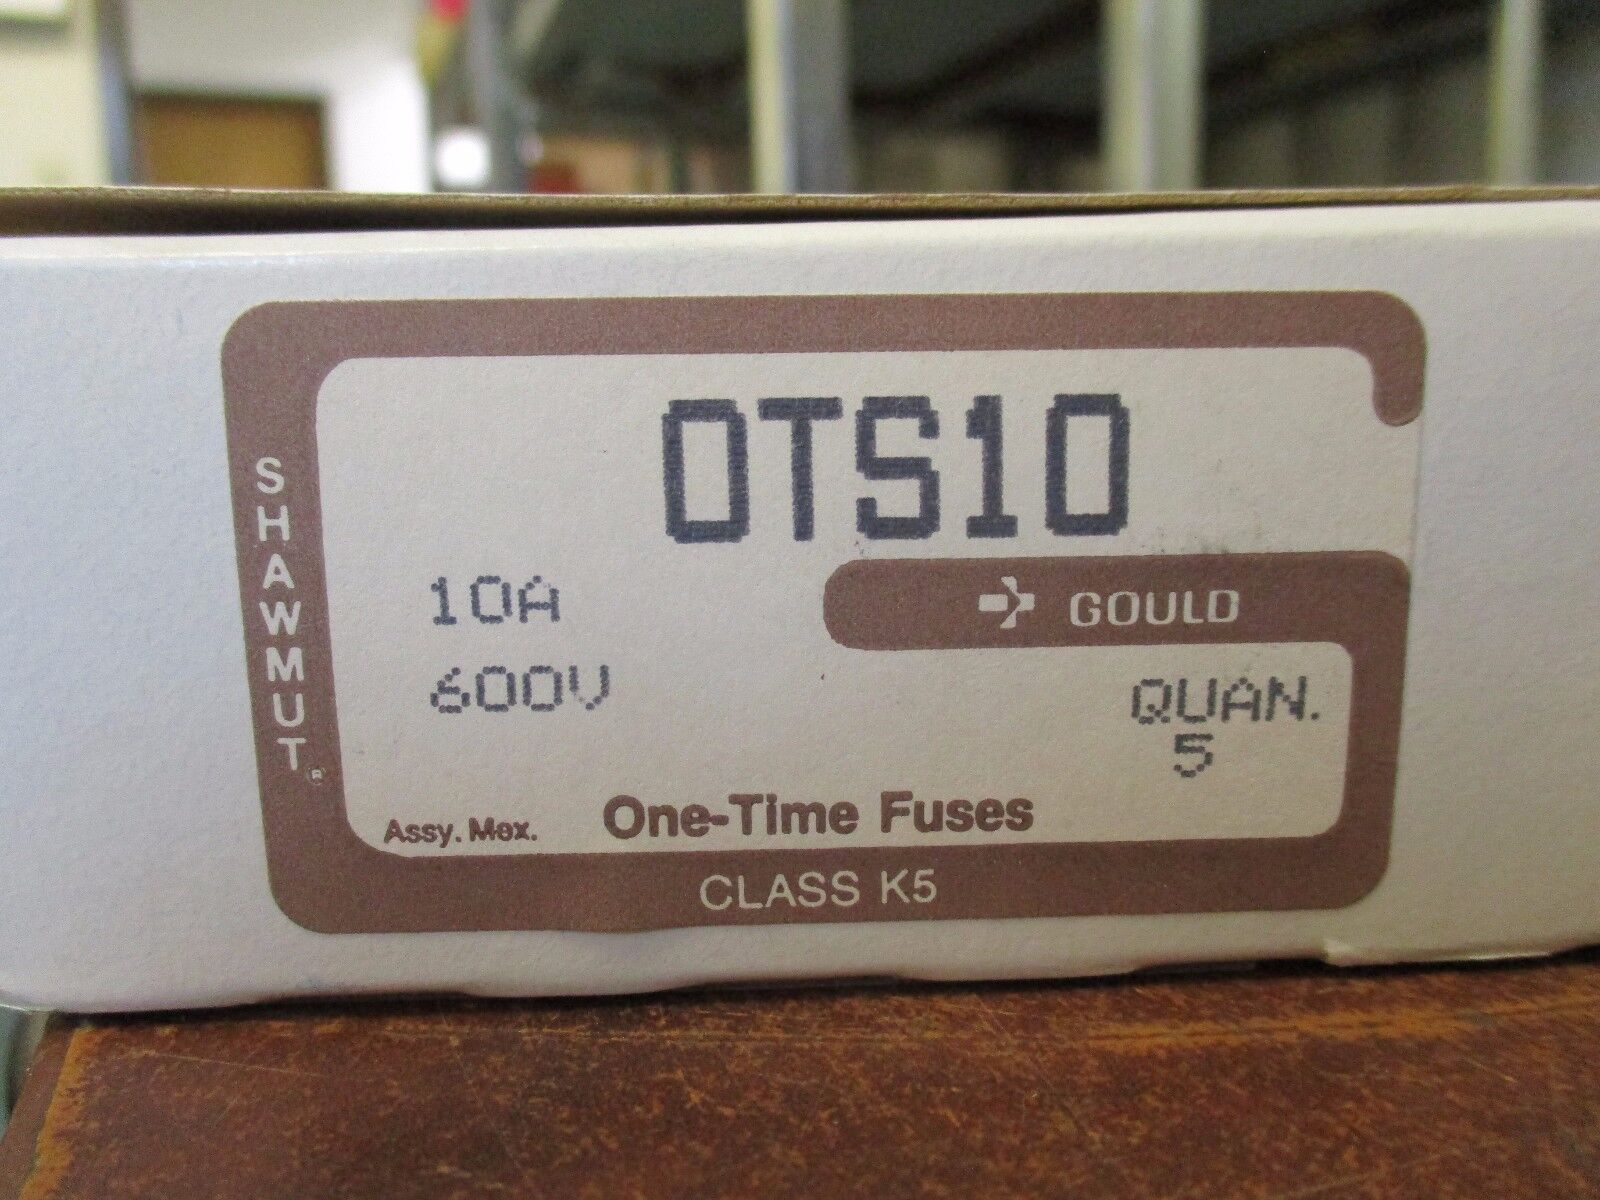 OTS10
SHAWMUT®
10A
GOULD
600V
QUAN.
5
Assy. Mex.
One-Time Fuses
CLASS K5